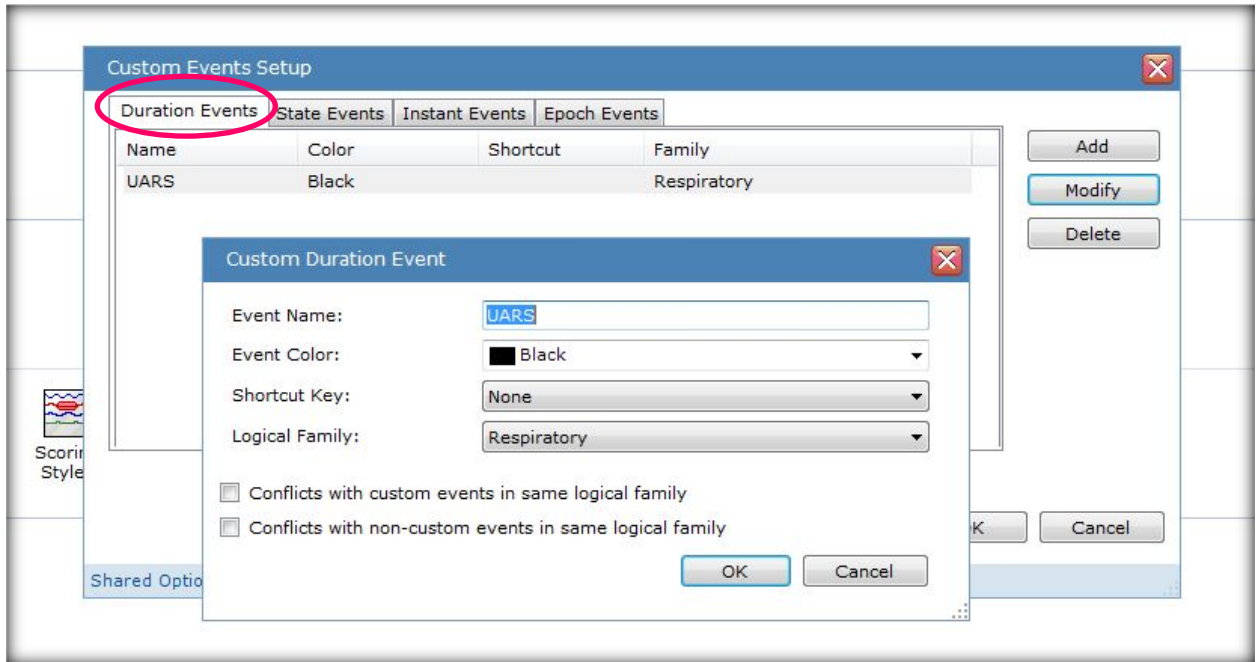 Custom Events Setup
Duration Events State Events Instant Events Epoch Events
Name Color Shortcut Family
UARS Black Respiratory
Add
Modify
Delete
Custom Duration Event
Event Name: UARS
Event Color: Black
Shortcut Key: None
Logical Family: Respiratory
Conflicts with custom events in same logical family
Conflicts with non-custom events in same logical family
OK Cancel
K Cancel
Shared Optio
Scorin
Style